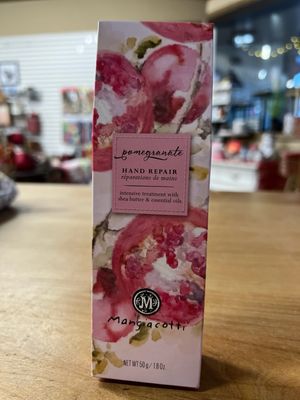 pomegranate
HAND REPAIR
réparations de mains
intensive treatment with
shea butter & essential oils
M
Mangiacotti
NET WT 50g / 1.8 Oz.